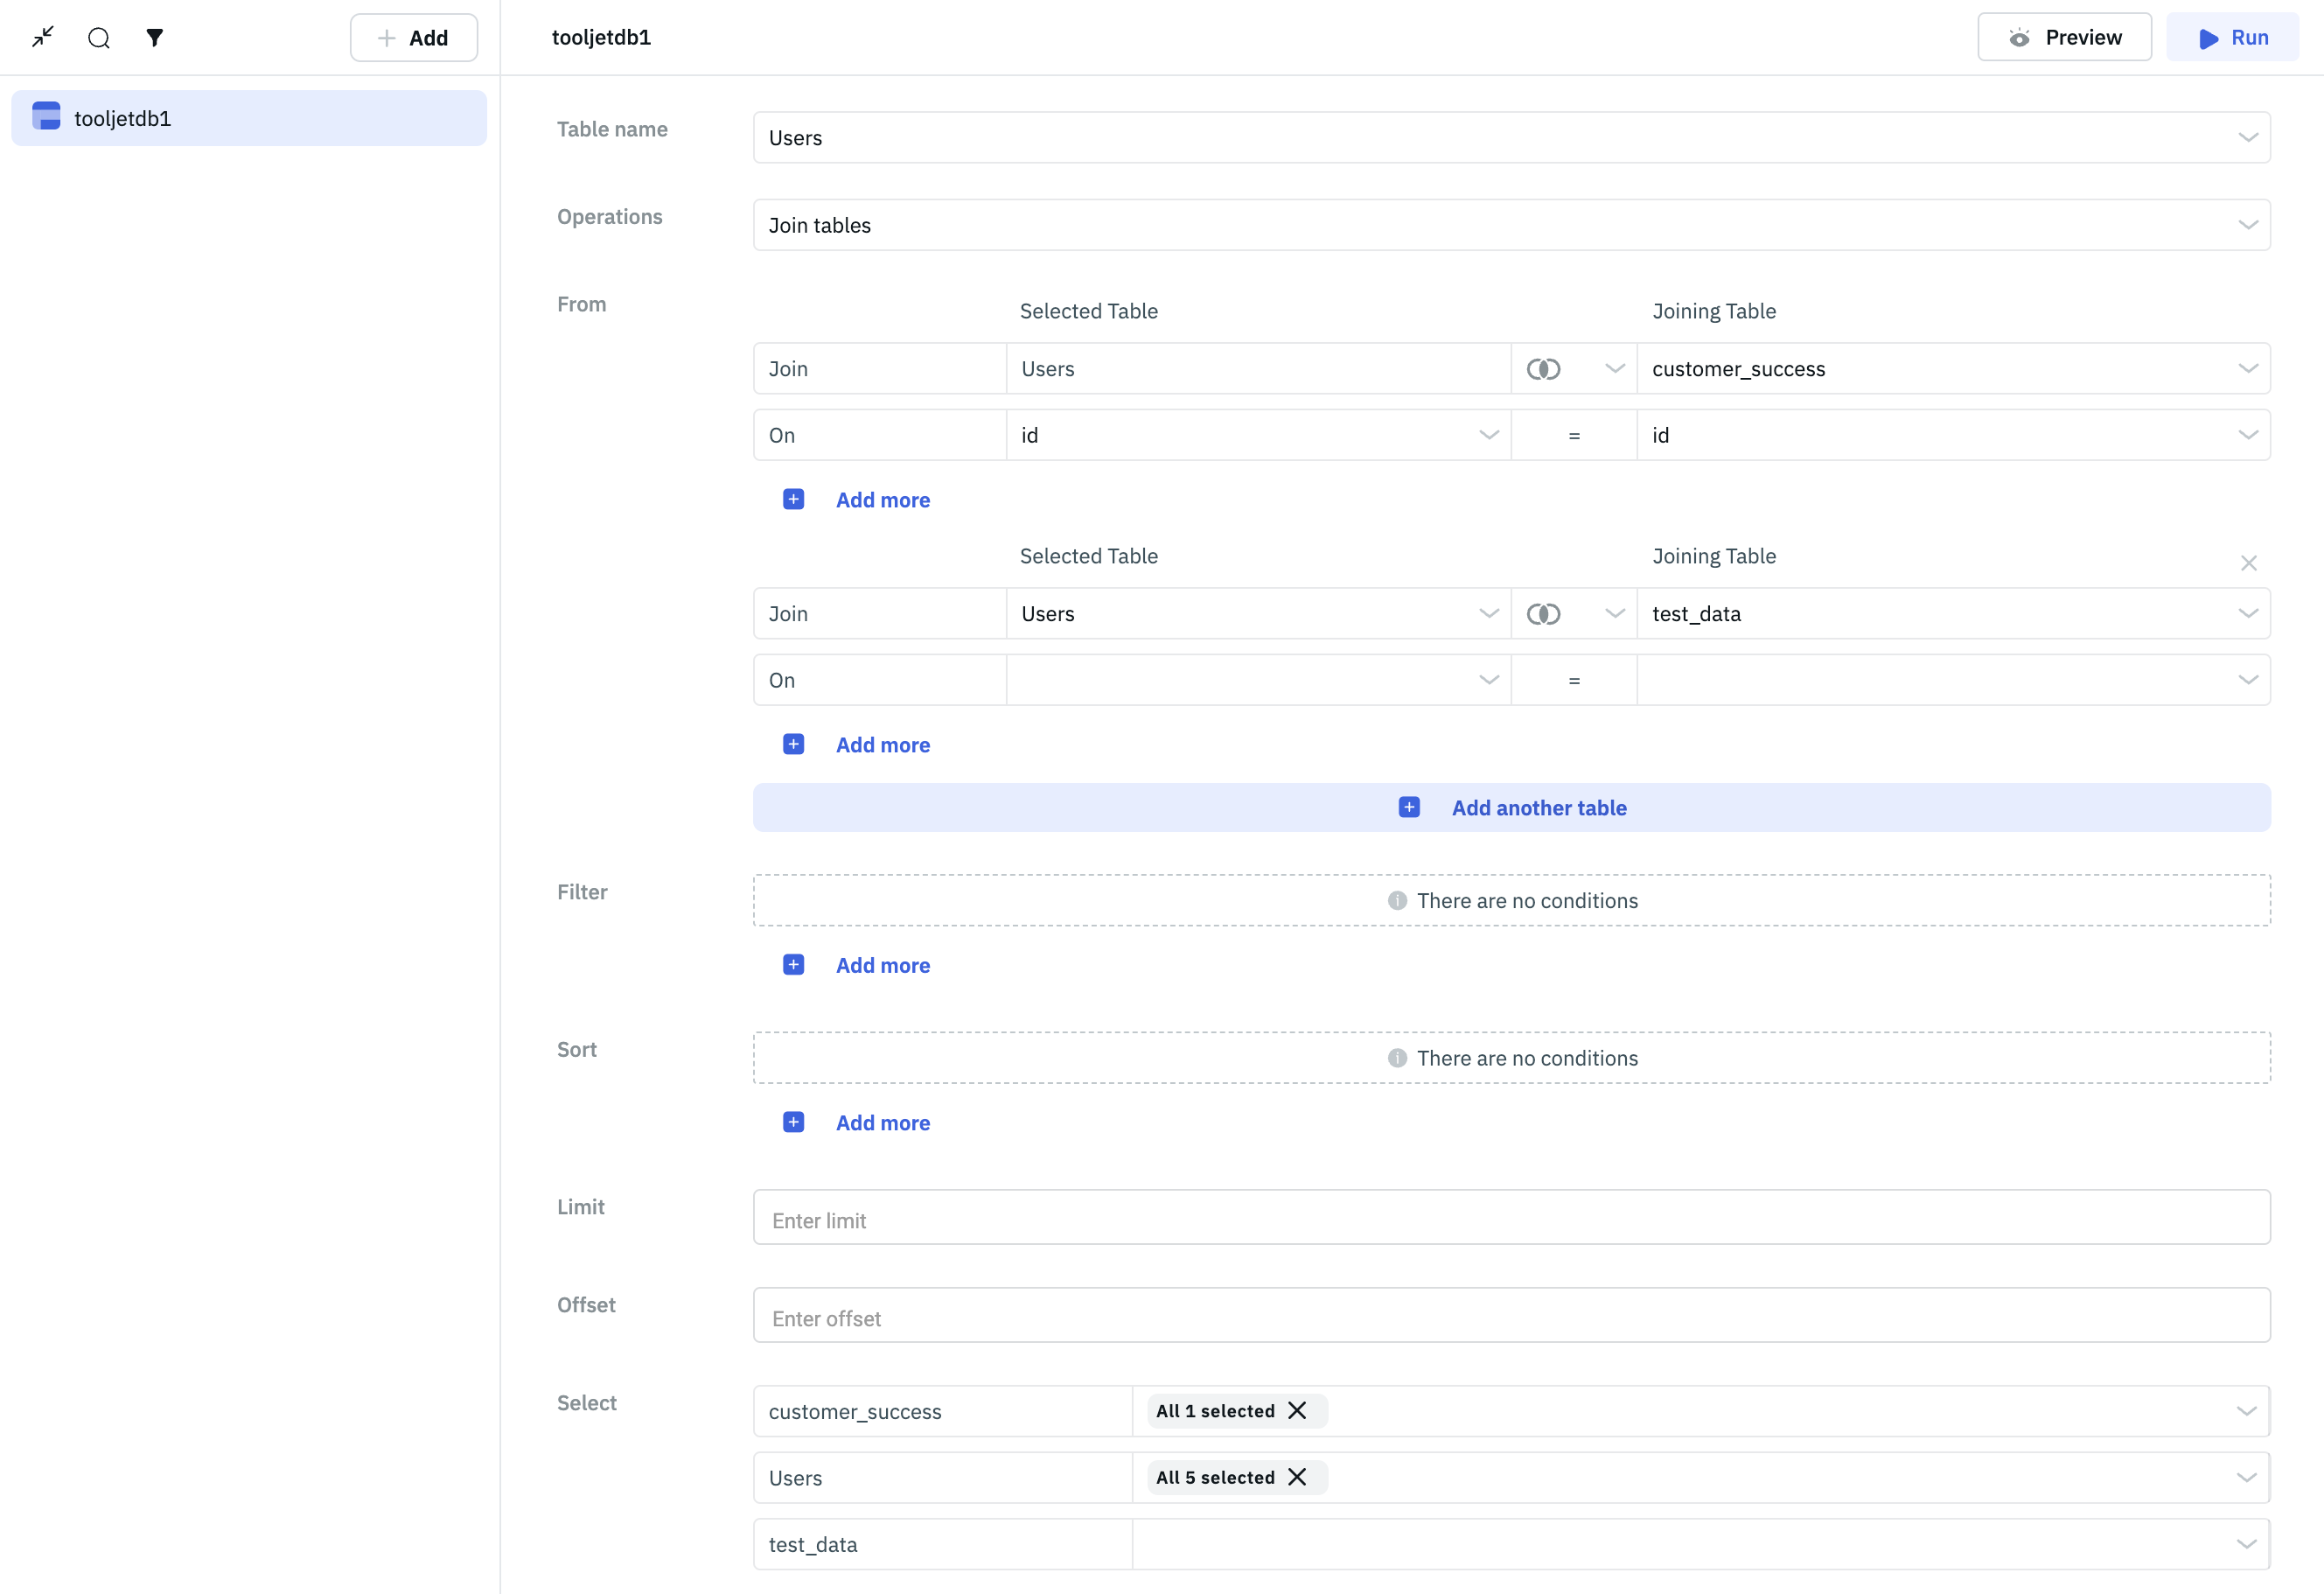 Add
tooljetdb1
Preview
Run
tooljetdb1
Table name
Users
Operations
Join tables
From
Selected Table
Joining Table
Join
Users
customer_success
On
id
=
id
Add more
Selected Table
Joining Table
Join
Users
test_data
On
=
Add more
Add another table
Filter
There are no conditions
Add more
Sort
There are no conditions
Add more
Limit
Enter limit
Offset
Enter offset
Select
customer_success
All 1 selected
Users
All 5 selected
test_data